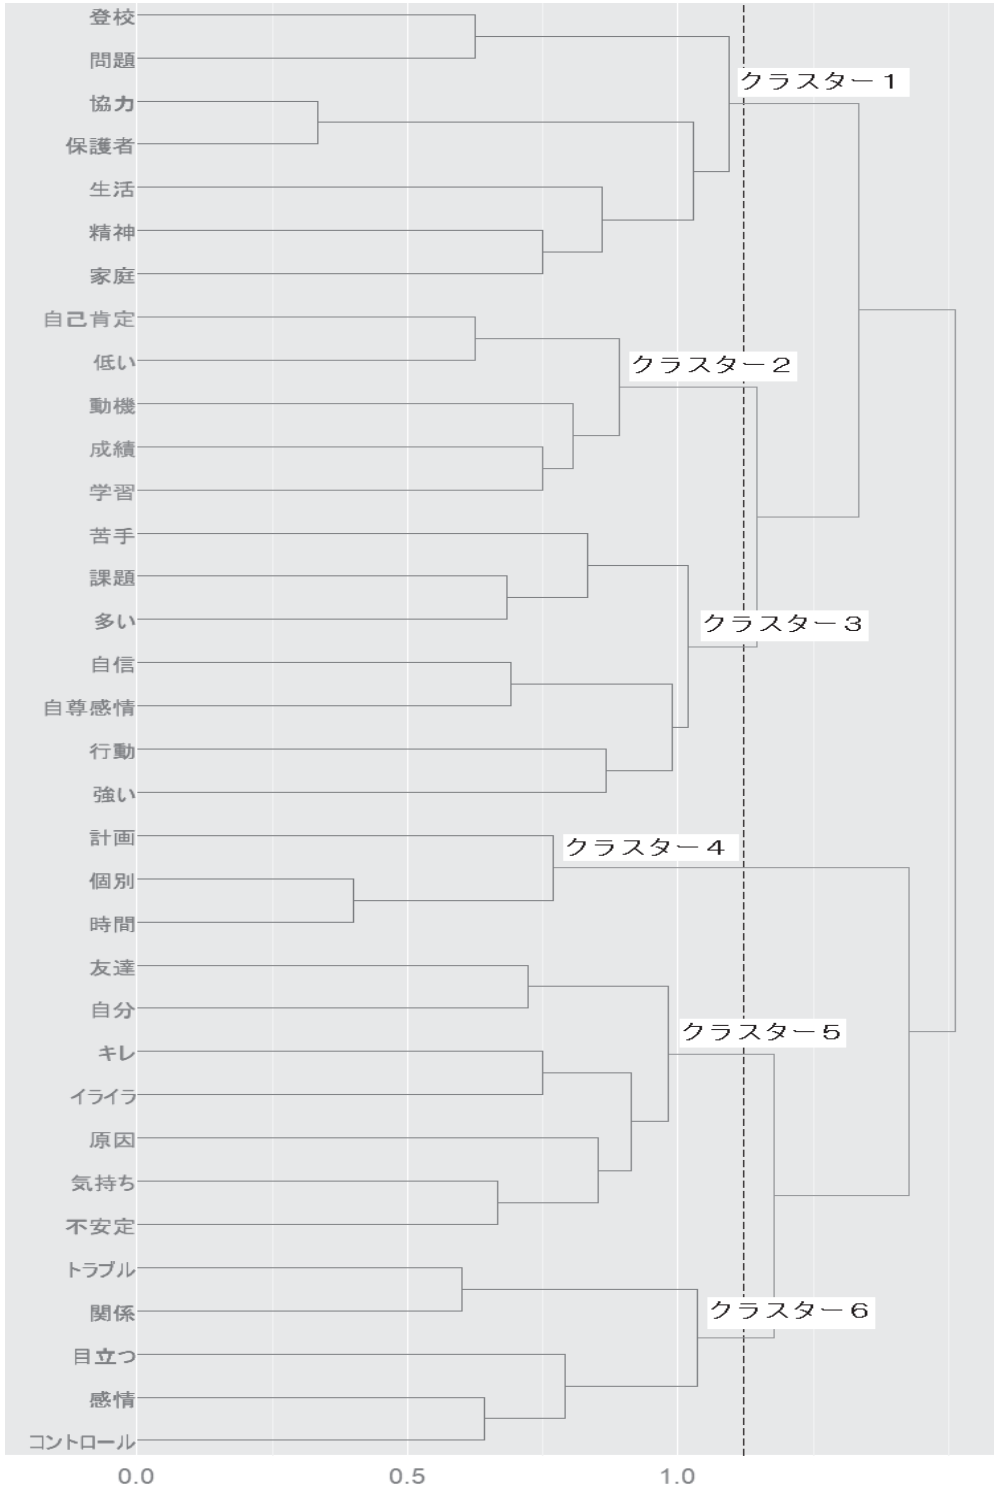 登校
問題
クラスター１
協力
保護者
生活
精神
家庭
自己肯定
低い
クラスター２
動機
成績
学習
苦手
課題
多い
クラスター３
自信
自尊感情
行動
強い
計画
クラスター４
個別
時間
友達
自分
クラスター５
キレ
イライラ
原因
気持ち
不安定
トラブル
関係
クラスター６
目立つ
感情
コントロール
0.0 0.5 1.0